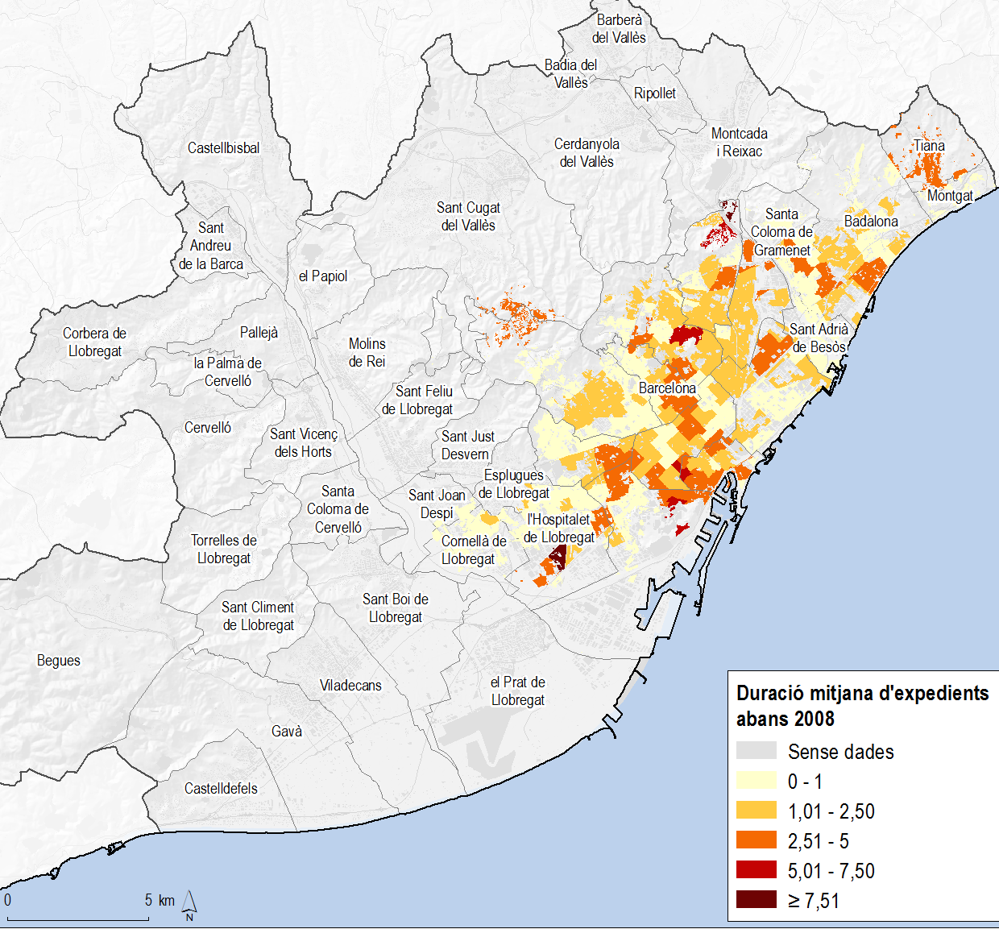 Barberà
del Vallès
Badia del
Vallès
Ripollet
Montcada
i Reixac
Cerdanyola
del Vallès
Castellbisbal
Tiana
Montgat
Sant Cugat
del Vallès
Santa
Coloma de
Gramenet
Badalona
Sant
Andreu
de la Barca
el Papiol
Corbera de
Llobregat
Pallejà
Molins
de Rei
la Palma de
Cervelló
Sant Adrià
de Besòs
Barcelona
Sant Feliu
de Llobregat
Cervelló
Sant Vicenç
dels Horts
Sant Just
Desvern
Esplugues
de Llobregat
Santa
Coloma de
Cervelló
Sant Joan
Despí
l'Hospitalet
de Llobregat
Cornellà de
Llobregat
Torrelles de
Llobregat
Sant Climent
de Llobregat
Sant Boi de
Llobregat
Begues
Viladecans
el Prat de
Llobregat
Gavà
Castelldefels
Duració mitjana d'expedients
abans 2008
Sense dades
0 - 1
1,01 - 2,50
2,51 - 5
5,01 - 7,50
≥ 7,51
0 5 km
N